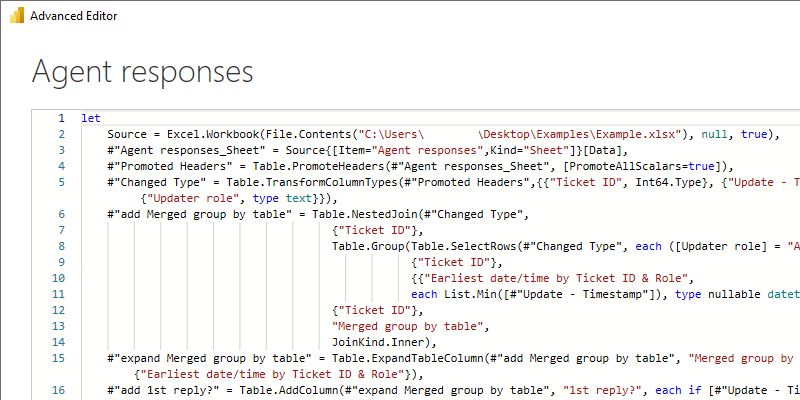 Advanced Editor
Agent responses
1 let
2 Source = Excel.Workbook(File.Contents("C:\Users\ \Desktop\Examples\Example.xlsx"), null, true),
3 #"Agent responses_Sheet" = Source{[Item="Agent responses",Kind="Sheet"]}[Data],
4 #"Promoted Headers" = Table.PromoteHeaders(#"Agent responses_Sheet", [PromoteAllScalars=true]),
5 #"Changed Type" = Table.TransformColumnTypes(#"Promoted Headers",{{"Ticket ID", Int64.Type}, {"Update - T
{"Updater role", type text}}),
6 #"add Merged group by table" = Table.NestedJoin(#"Changed Type",
7 {"Ticket ID"},
8 Table.Group(Table.SelectRows(#"Changed Type", each ([Updater role] = "A
9 {"Ticket ID"},
10 {{"Earliest date/time by Ticket ID & Role",
11 each List.Min([#"Update - Timestamp"]), type nullable datet
12 {"Ticket ID"},
13 "Merged group by table",
14 JoinKind.Inner),
15 #"expand Merged group by table" = Table.ExpandTableColumn(#"add Merged group by table", "Merged group by
{"Earliest date/time by Ticket ID & Role"}),
16 #"add 1st reply?" = Table.AddColumn(#"expand Merged group by table", "1st reply?", each if [#"Update - Ti